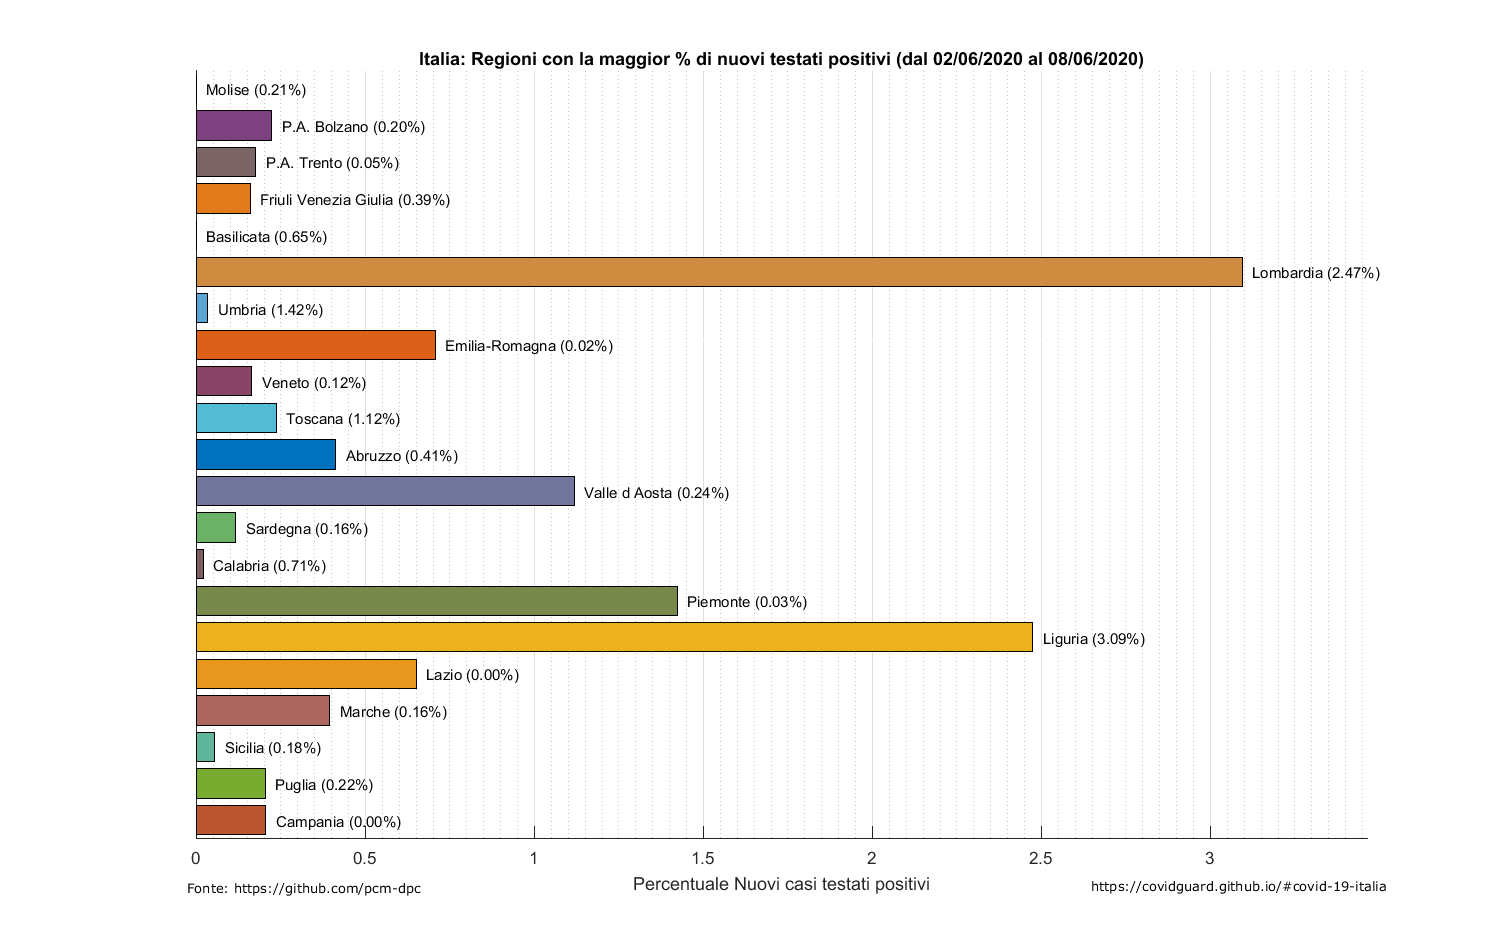 Italia: Regioni con la maggior % di nuovi testati positivi (dal 02/06/2020 al 08/06/2020)
Molise (0.21%)
P.A. Bolzano (0.20%)
P.A. Trento (0.05%)
Friuli Venezia Giulia (0.39%)
Basilicata (0.65%)
Lombardia (2.47%)
Umbria (1.42%)
Emilia-Romagna (0.02%)
Veneto (0.12%)
Toscana (1.12%)
Abruzzo (0.41%)
Valle d Aosta (0.24%)
Sardegna (0.16%)
Calabria (0.71%)
Piemonte (0.03%)
Liguria (3.09%)
Lazio (0.00%)
Marche (0.16%)
Sicilia (0.18%)
Puglia (0.22%)
Campania (0.00%)
0 0.5 1 1.5 2 2.5 3
Percentuale Nuovi casi testati positivi
Fonte: https://github.com/pcm-dpc
https://covidguard.github.io/#covid-19-italia